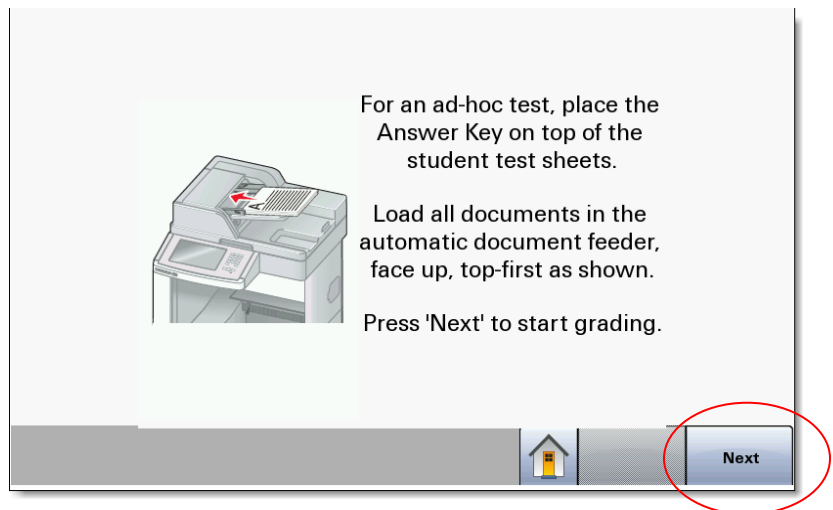 For an ad-hoc test, place the
Answer Key on top of the
student test sheets.
Load all documents in the
automatic document feeder,
face up, top-first as shown.
Press 'Next' to start grading.
A
Next